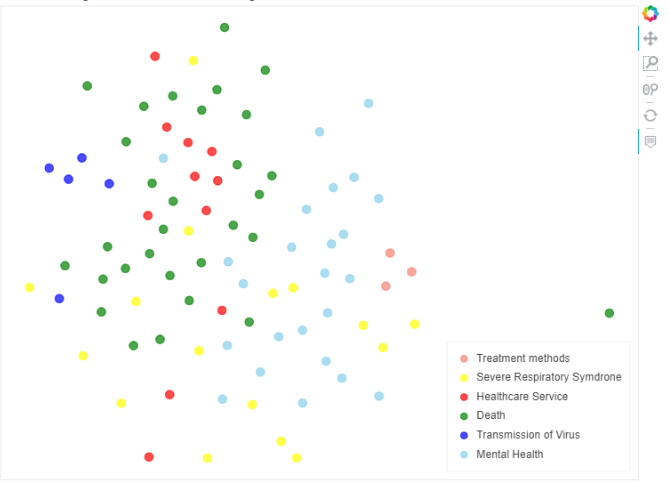 Treatment methods
Severe Respiratory Symdrone
Healthcare Service
Death
Transmission of Virus
Mental Health